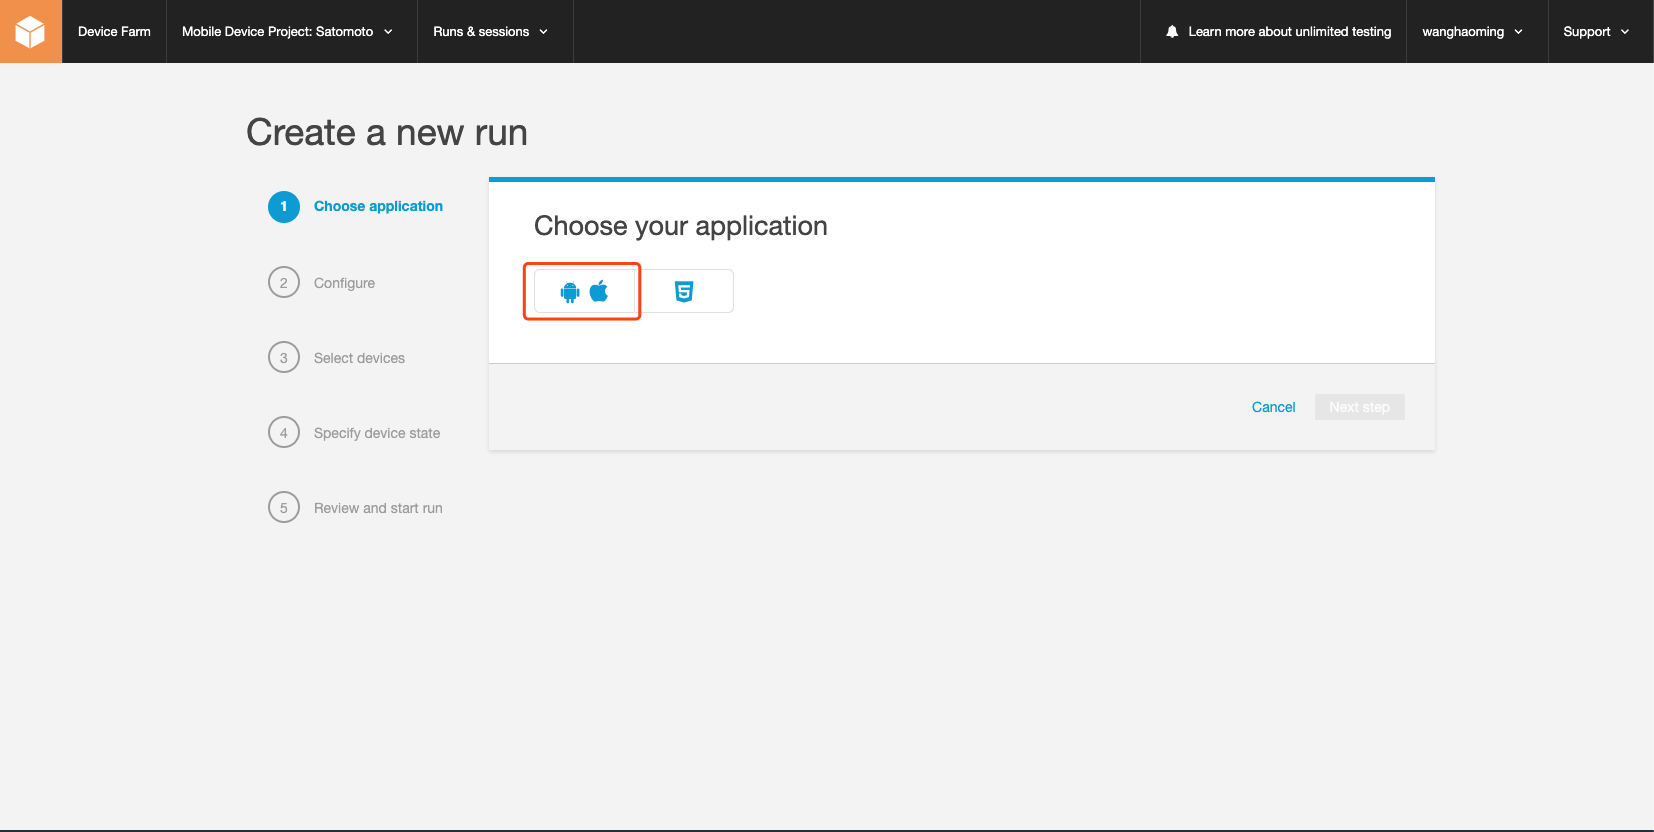 Device Farm
Mobile Device Project: Satomoto
Runs & sessions
Learn more about unlimited testing
wanghaoming
Support
Create a new run
1 Choose application
2 Configure
3 Select devices
4 Specify device state
5 Review and start run
Choose your application
5
Cancel
Next step